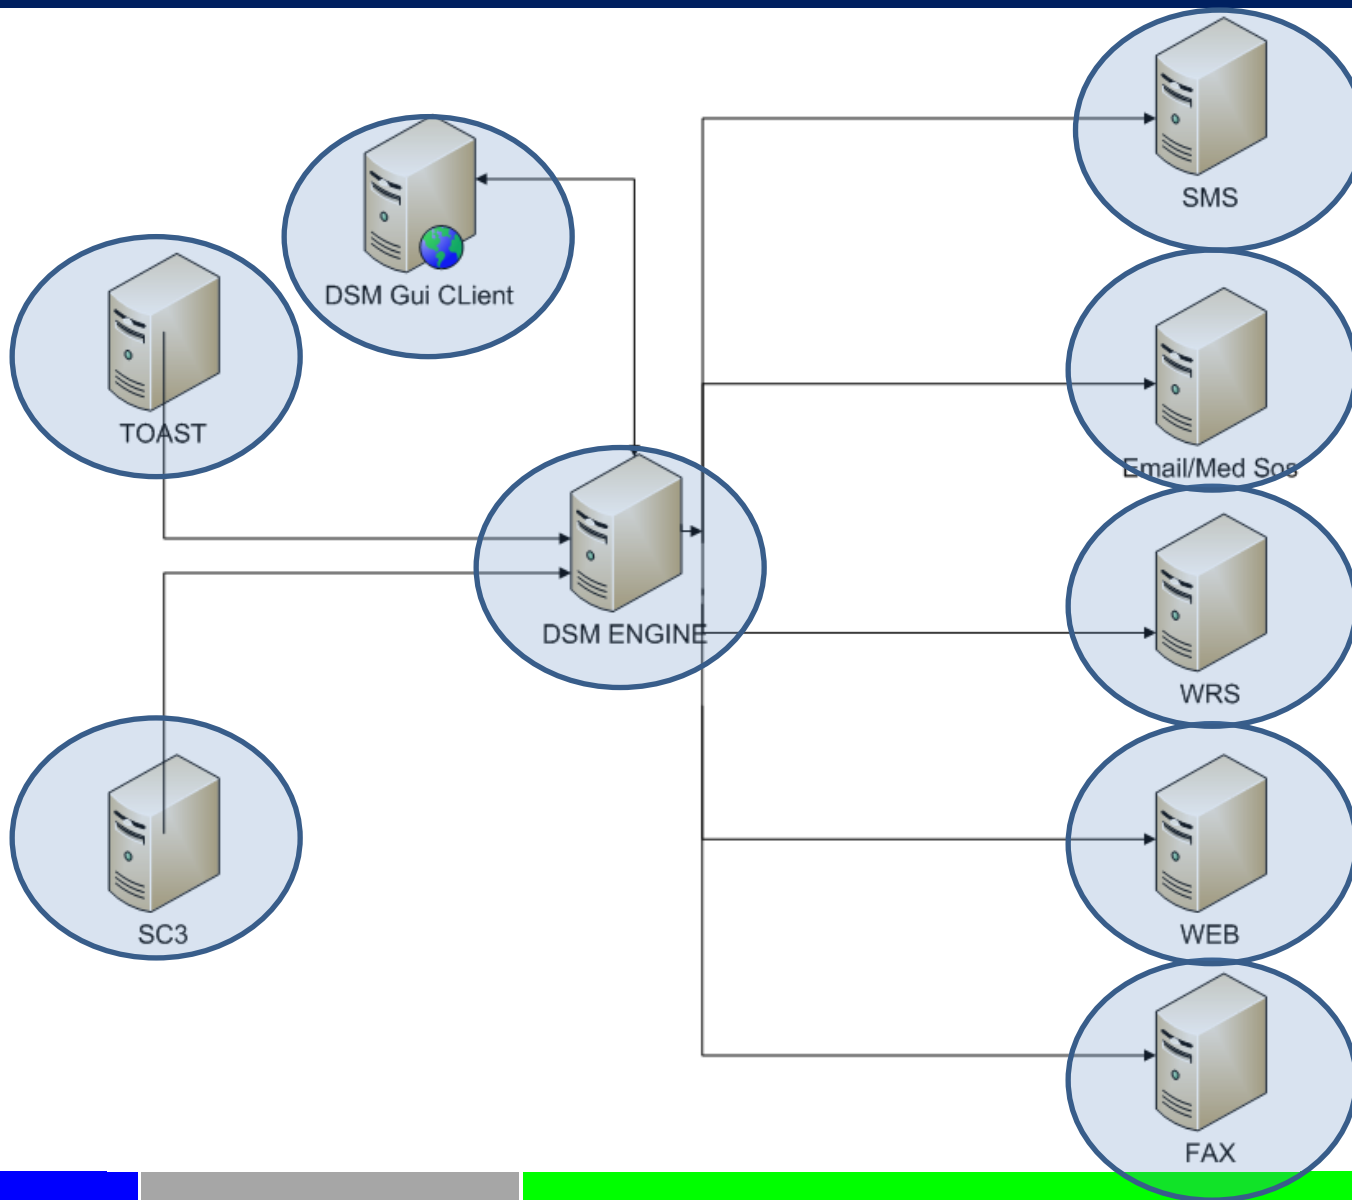 SMS
DSM Gui CLient
TOAST
Email/Med Sos
DSM ENGINE
WRS
SC3
WEB
FAX